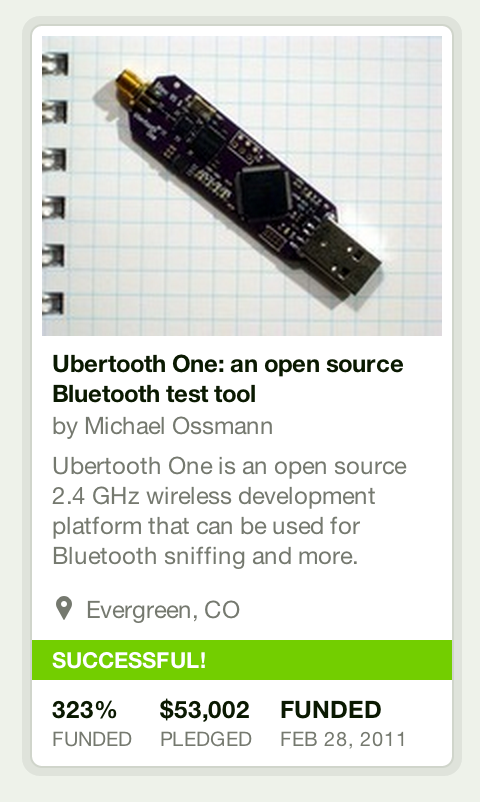 Ubertooth One: an open source
Bluetooth test tool
by Michael Ossmann
Ubertooth One is an open source
2.4 GHz wireless development
platform that can be used for
Bluetooth sniffing and more.
Evergreen, CO
SUCCESSFUL!
323% $53,002 FUNDED
FUNDED PLEDGED FEB 28, 2011